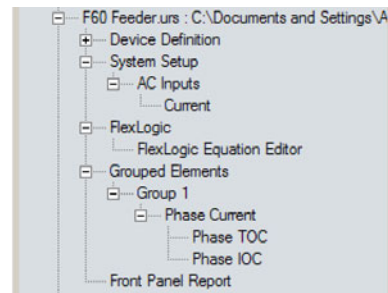 F60 Feeder.urs : C:\Documents and Settings\A
Device Definition
System Setup
AC Inputs
Current
FlexLogic
FlexLogic Equation Editor
Grouped Elements
Group 1
Phase Current
Phase TOC
Phase IOC
Front Panel Report